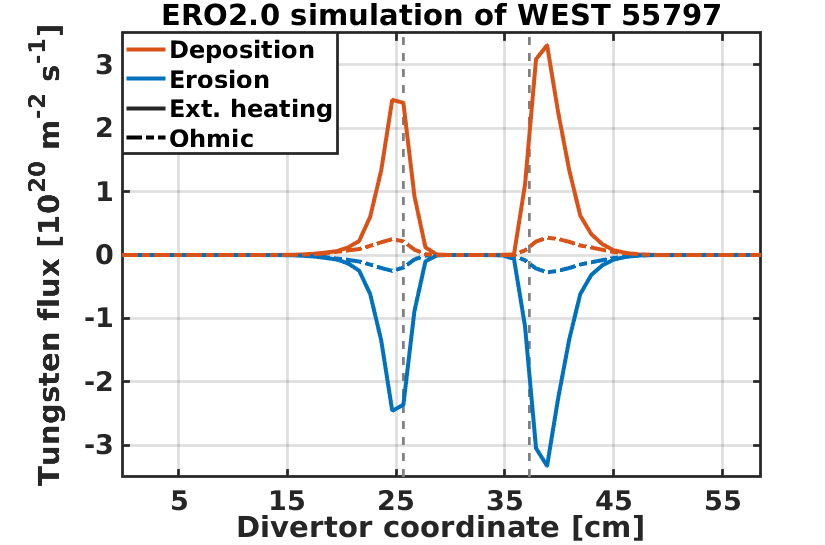 ERO2.0 simulation of WEST 55797
Tungsten flux [10^20 m^-2 s^-1]
Deposition
Erosion
Ext. heating
Ohmic
3
2
1
0
-1
-2
-3
5 15 25 35 45 55
Divertor coordinate [cm]